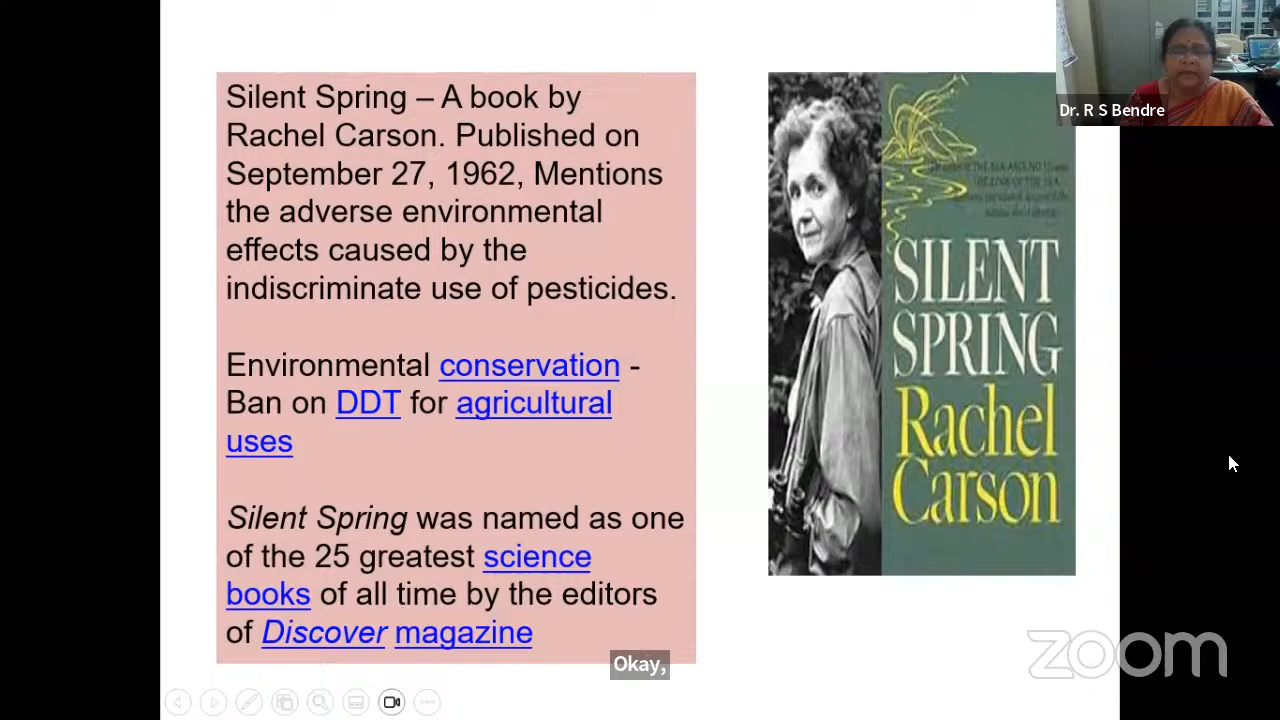 Silent Spring – A book by
Rachel Carson. Published on
September 27, 1962, Mentions
the adverse environmental
effects caused by the
indiscriminate use of pesticides.
Environmental conservation -
Ban on DDT for agricultural
uses
Silent Spring was named as one
of the 25 greatest science
books of all time by the editors
of Discover magazine
SILENT
SPRING
Rachel
Carson
Dr. R S Bendre
Okay,
zoom